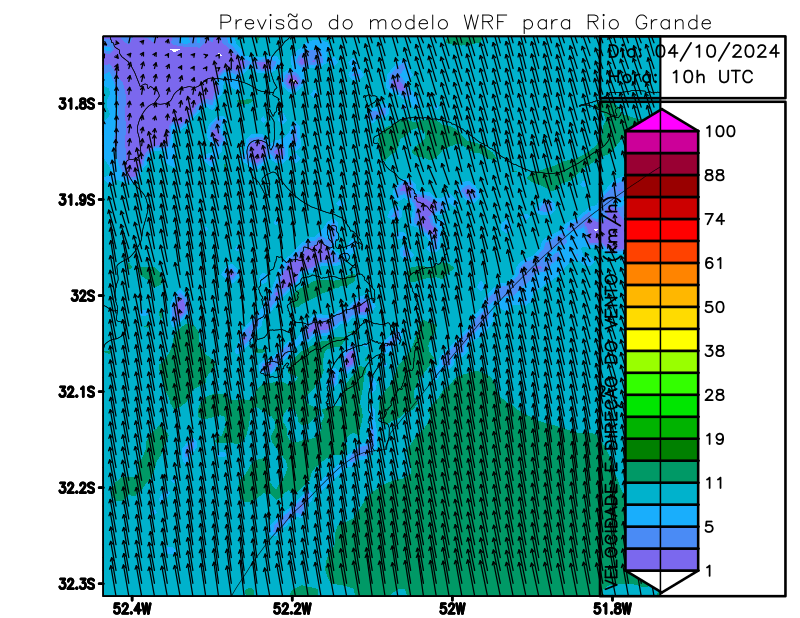 Previsão do modelo WRF para Rio Grande
Dia: 04/10/2024
Hora: 10h UTC
31.8S
31.9S
32S
32.1S
32.2S
32.3S
52.4W
52.2W
52W
51.8W
VELOCIDADE E DIREÇÃO DO VENTO (km/h)
100
88
74
61
50
38
28
19
11
5
1